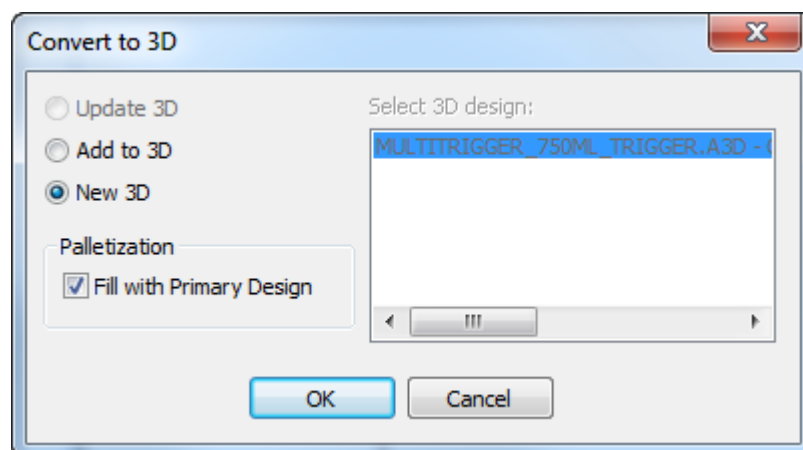 Convert to 3D
Update 3D
Add to 3D
New 3D
Palletization
Fill with Primary Design
Select 3D design:
MULTITRIGGER_750ML_TRIGGER.A3D -
OK
Cancel